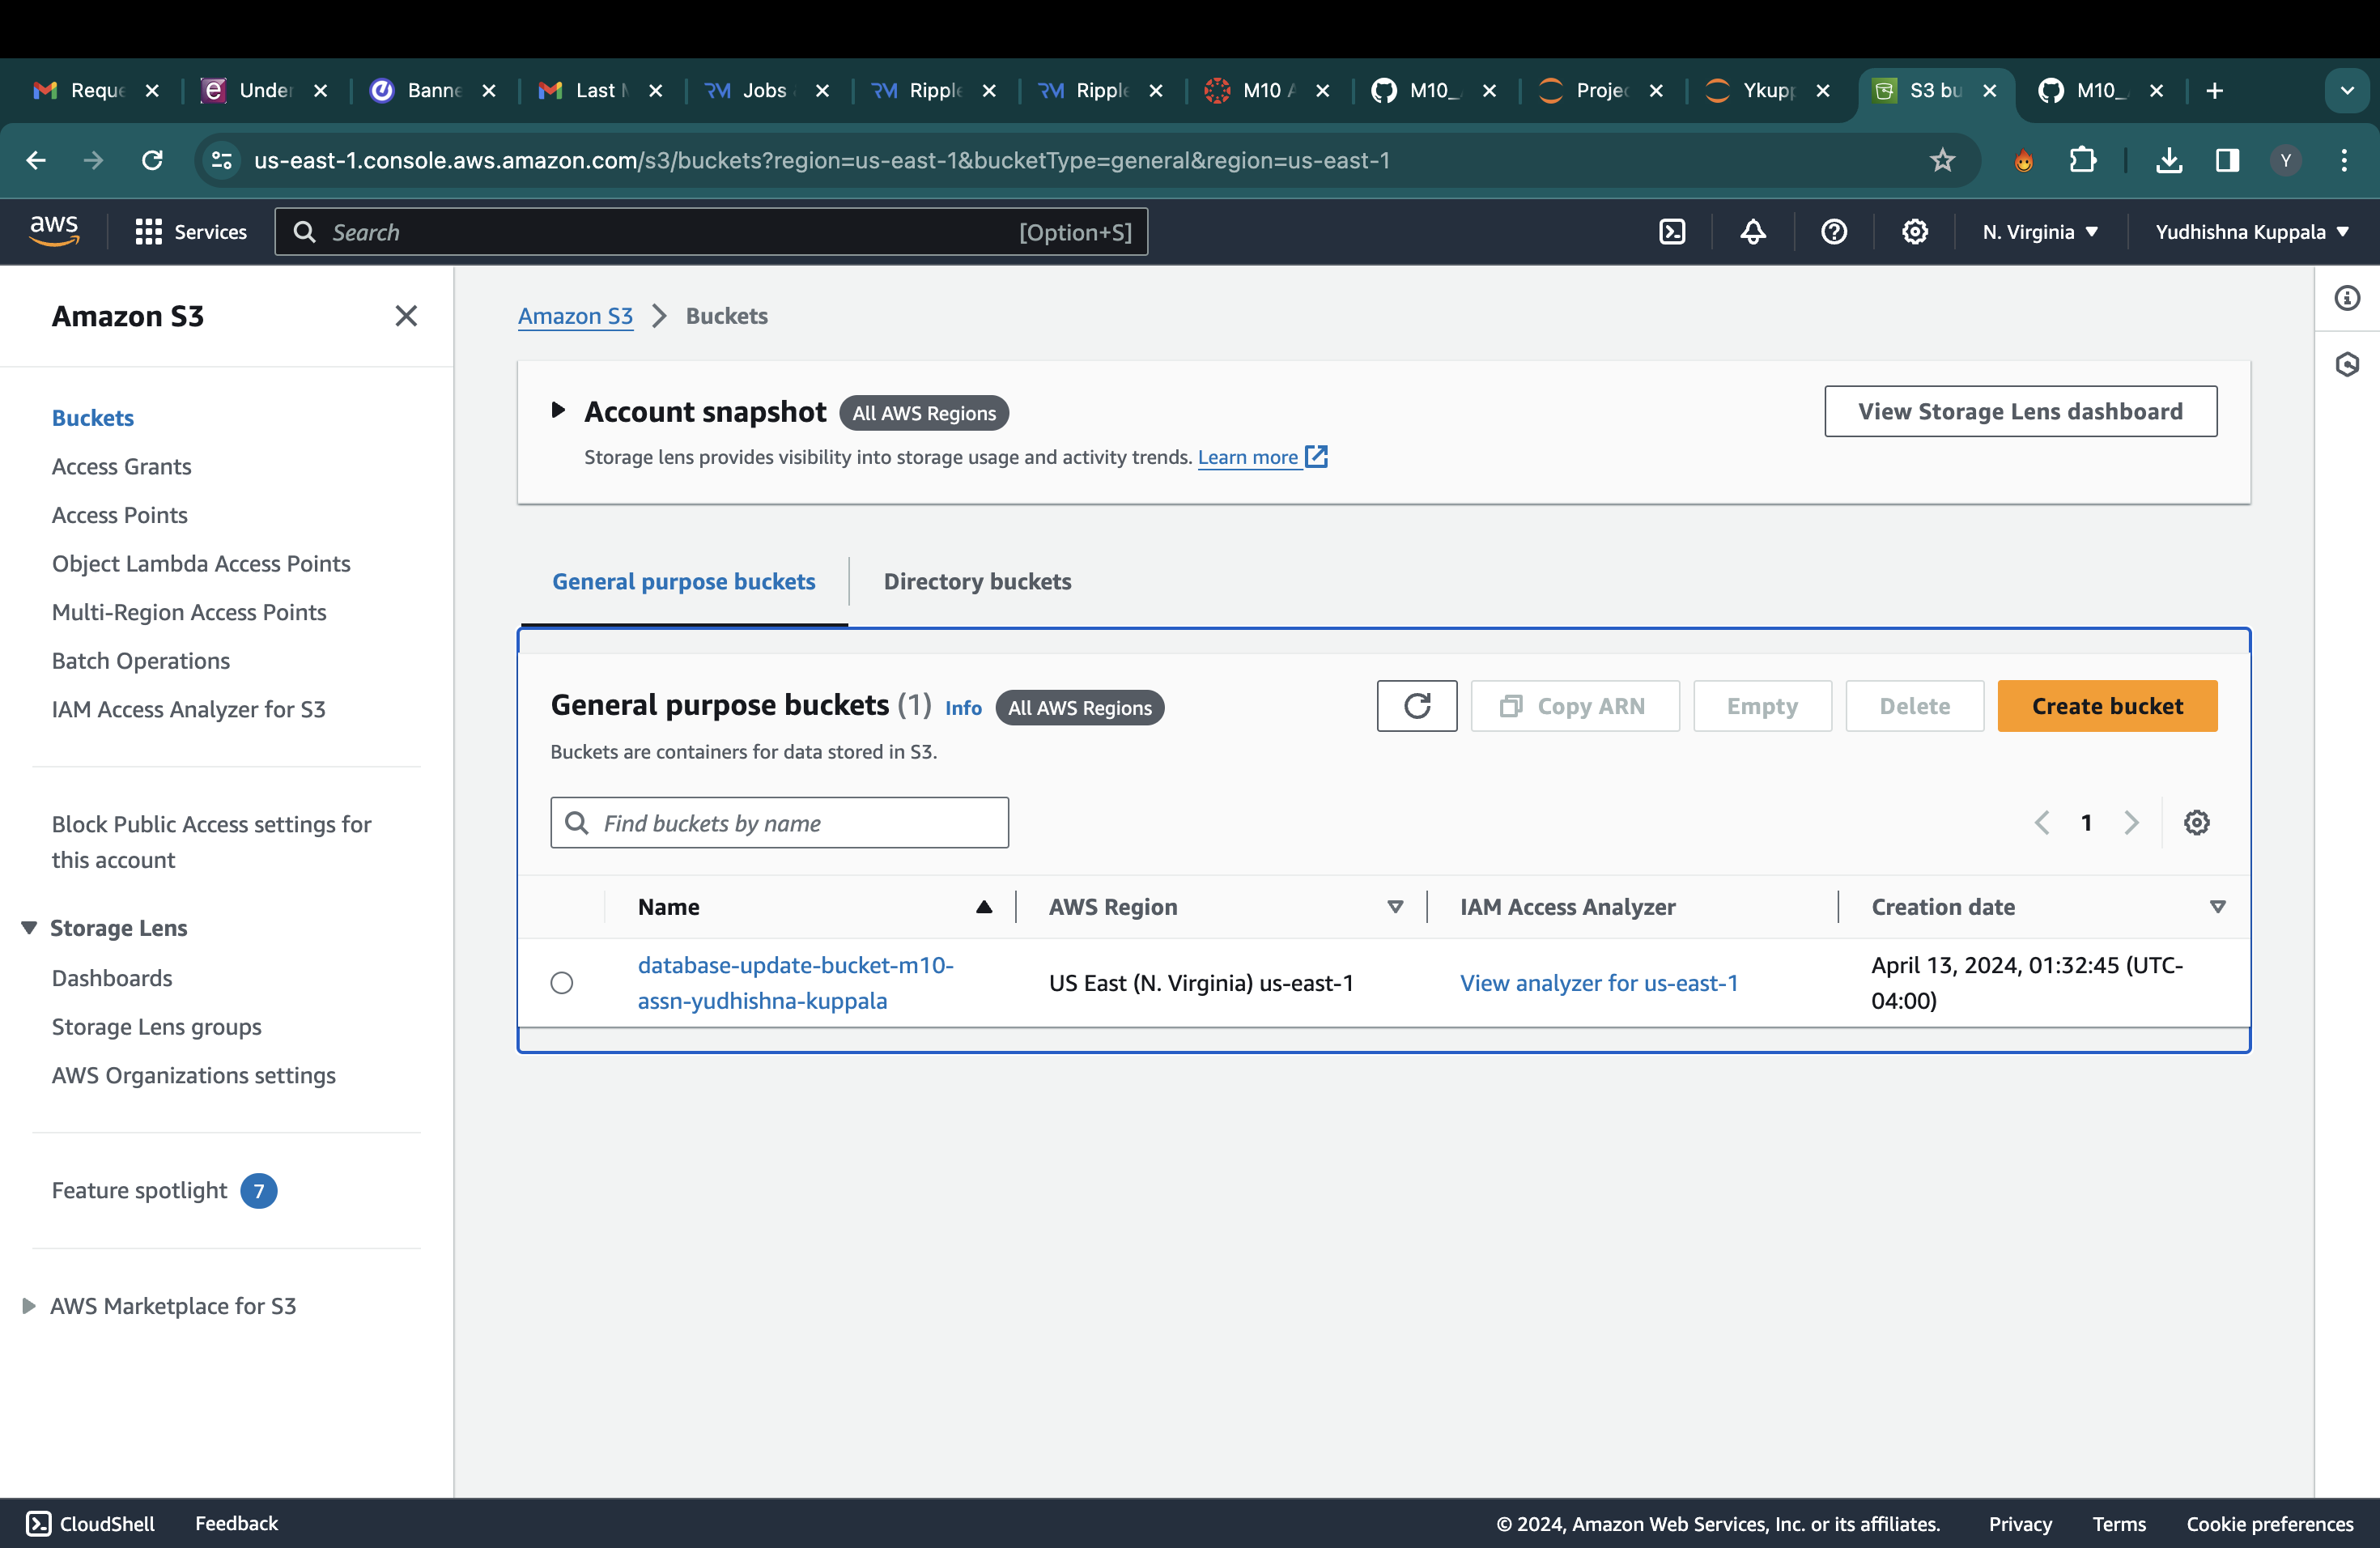 Reque
Under
Banne
Last
Jobs
Ripple
Ripple
M10 A
M10_
Projec
Ykupp
S3 bu
M10_
us-east-1.console.aws.amazon.com/s3/buckets?region=us-east-1&bucketType=general&region=us-east-1
Y
aws
Services
Search
[Option+S]
N. Virginia
Yudhishna Kuppala
Amazon S3
Buckets
Access Grants
Access Points
Object Lambda Access Points
Multi-Region Access Points
Batch Operations
IAM Access Analyzer for S3
Block Public Access settings for
this account
Storage Lens
Dashboards
Storage Lens groups
AWS Organizations settings
Feature spotlight 7
AWS Marketplace for S3
Amazon S3 > Buckets
Account snapshot All AWS Regions
View Storage Lens dashboard
Storage lens provides visibility into storage usage and activity trends. Learn more
General purpose buckets
Directory buckets
General purpose buckets (1) Info All AWS Regions
Copy ARN
Empty
Delete
Create bucket
Buckets are containers for data stored in S3.
Find buckets by name
1
Name
AWS Region
IAM Access Analyzer
Creation date
database-update-bucket-m10-
assn-yudhishna-kuppala
US East (N. Virginia) us-east-1
View analyzer for us-east-1
April 13, 2024, 01:32:45 (UTC-
04:00)
CloudShell
Feedback
© 2024, Amazon Web Services, Inc. or its affiliates.
Privacy
Terms
Cookie preferences